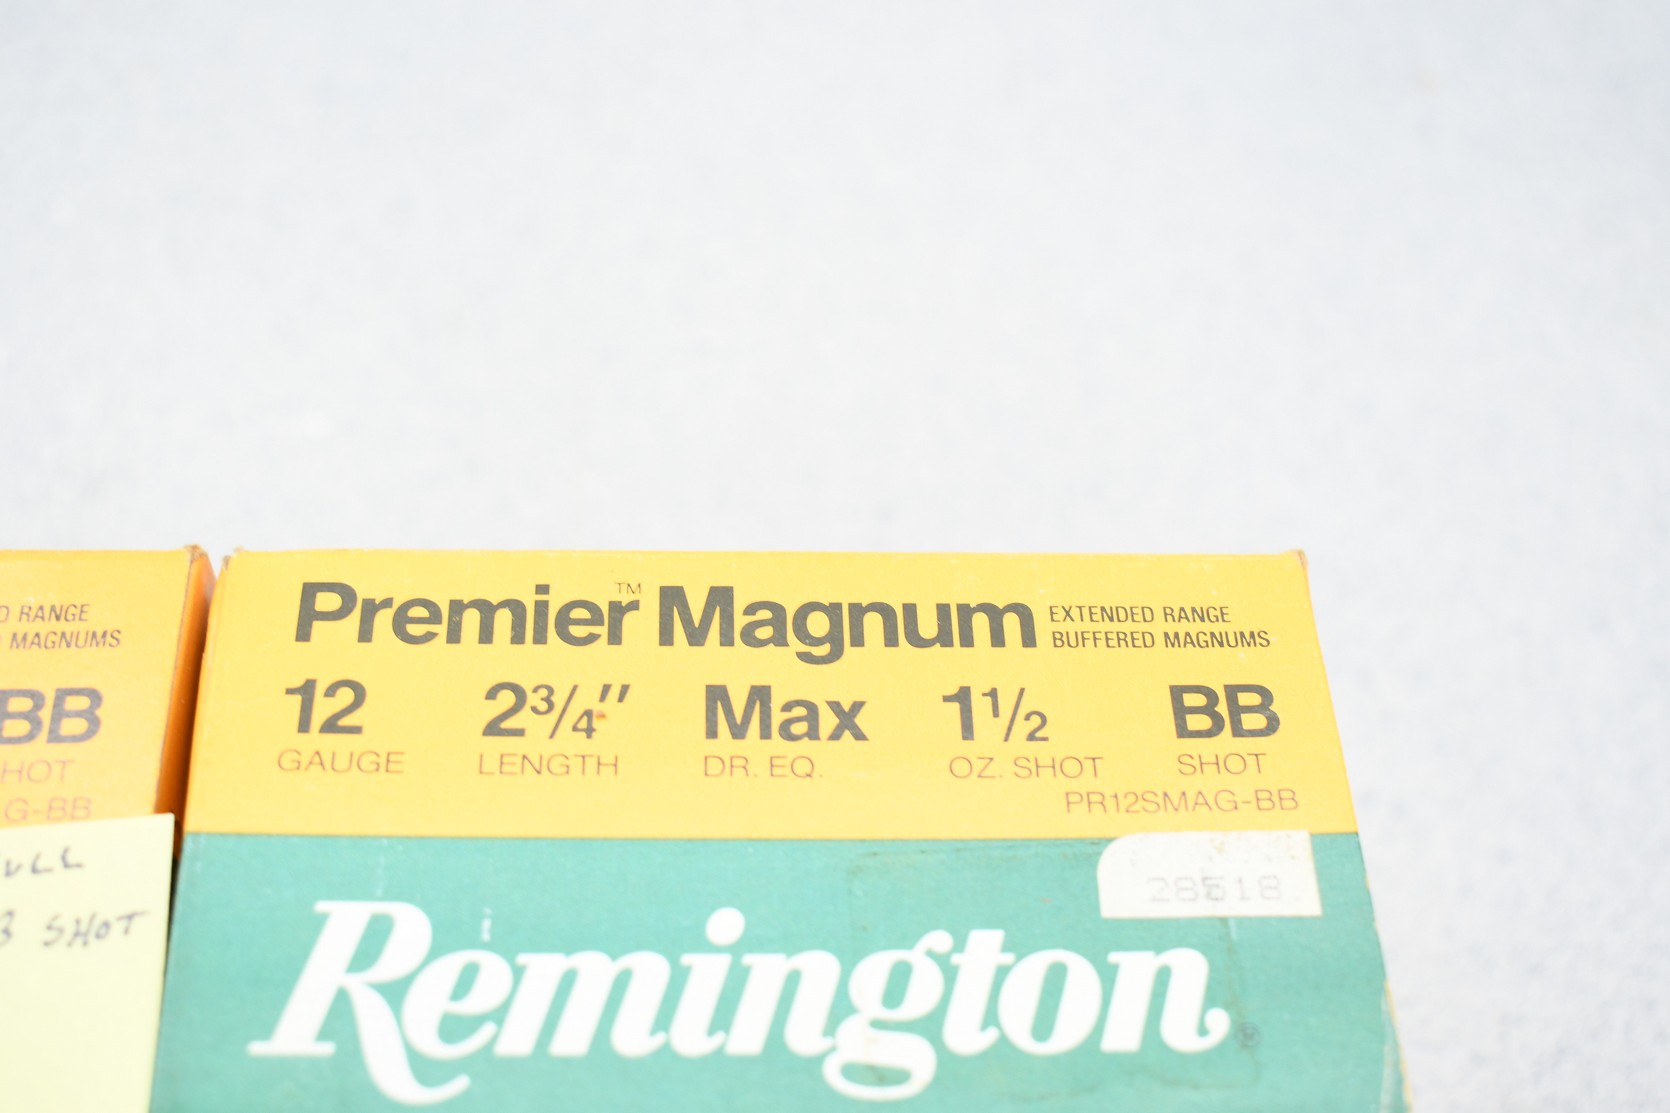 Premier™ Magnum EXTENDED RANGE
BUFFERED MAGNUMS
12 2 3/4" Max 1 1/2 BB
GAUGE LENGTH DR. EQ. OZ. SHOT SHOT
PR12SMAG-BB
Remington®
RANGE
MAGNUMS
BB
HOT
G-BB
ULL
SHOT